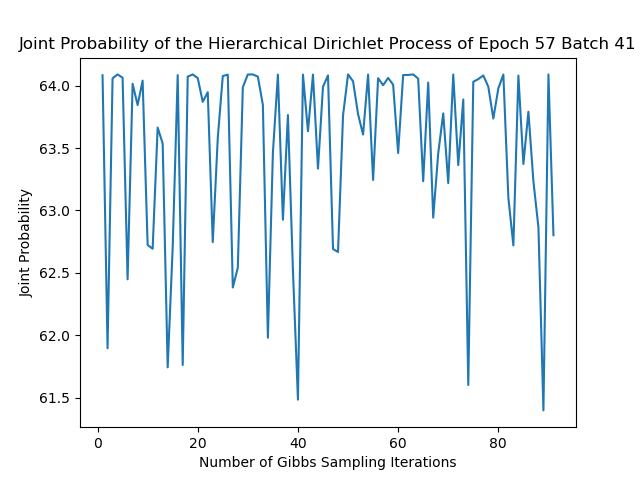 Joint Probability of the Hierarchical Dirichlet Process of Epoch 57 Batch 41
64.0
63.5
63.0
62.5
62.0
61.5
Joint Probability
0 20 40 60 80
Number of Gibbs Sampling Iterations